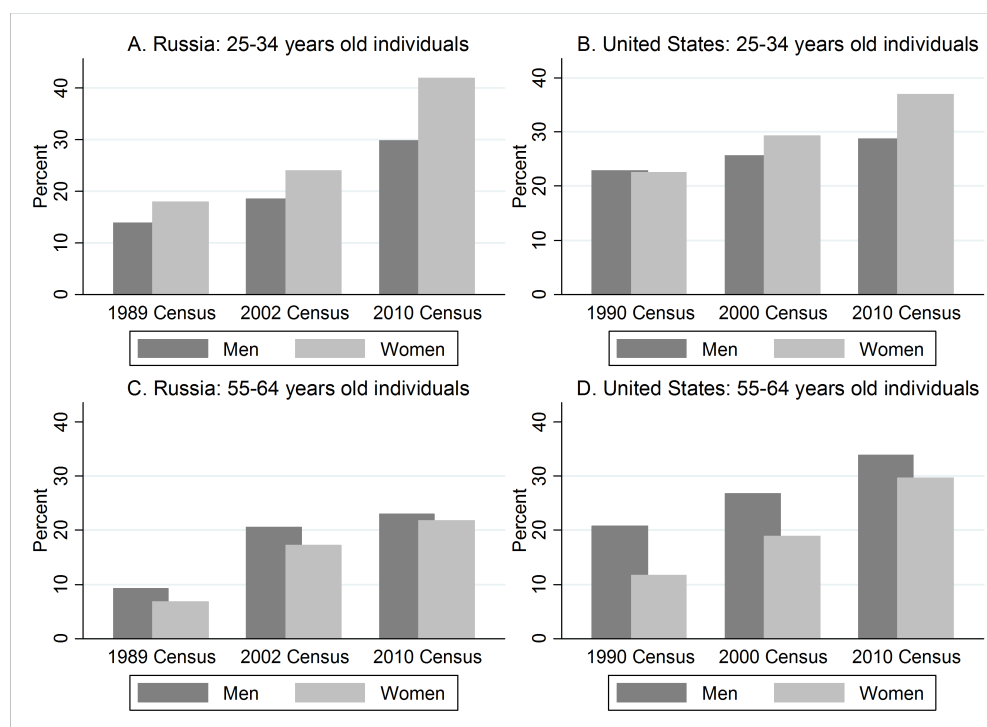 A. Russia: 25-34 years old individuals
Percent
40
30
20
10
0
1989 Census 2002 Census 2010 Census
Men Women
B. United States: 25-34 years old individuals
Percent
40
30
20
10
0
1990 Census 2000 Census 2010 Census
Men Women
C. Russia: 55-64 years old individuals
Percent
40
30
20
10
0
1989 Census 2002 Census 2010 Census
Men Women
D. United States: 55-64 years old individuals
Percent
40
30
20
10
0
1990 Census 2000 Census 2010 Census
Men Women